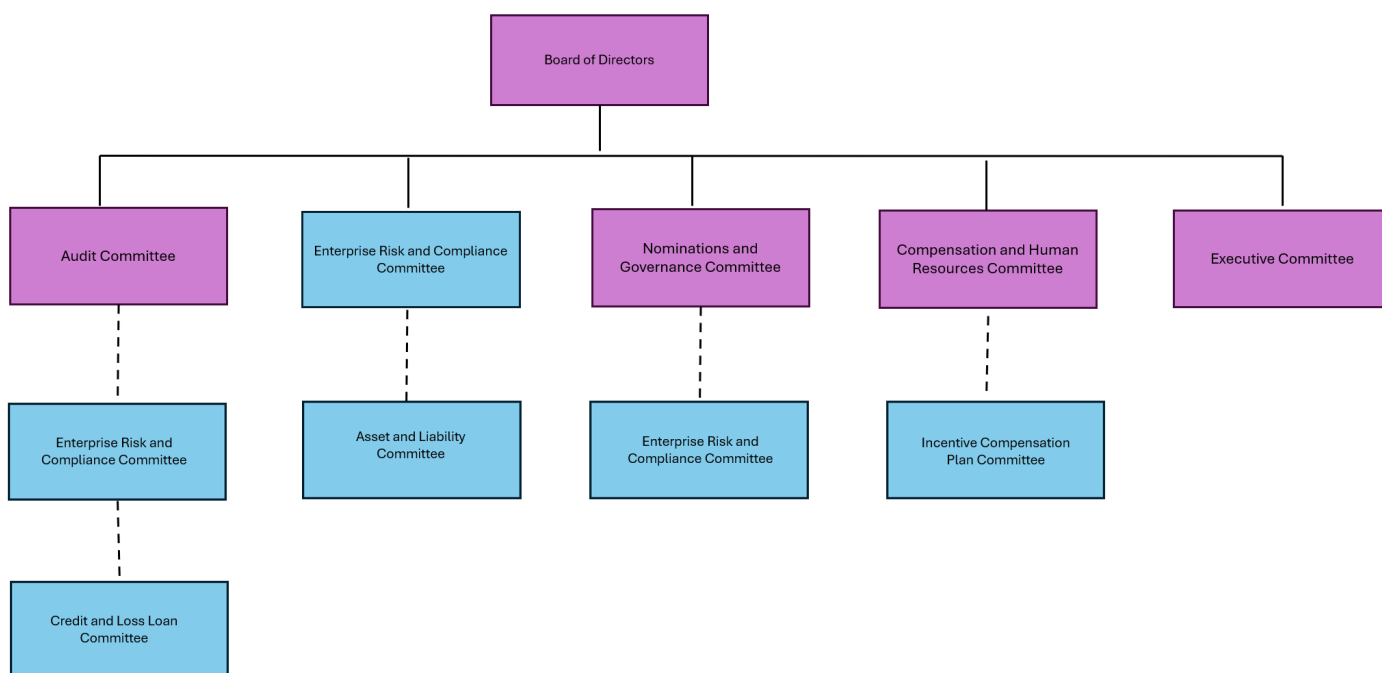 Board of Directors
Audit Committee
Enterprise Risk and Compliance
Committee
Nominations and
Governance Committee
Compensation and Human
Resources Committee
Executive Committee
Enterprise Risk and
Compliance Committee
Asset and Liability
Committee
Enterprise Risk and
Compliance Committee
Incentive Compensation
Plan Committee
Credit and Loss Loan
Committee